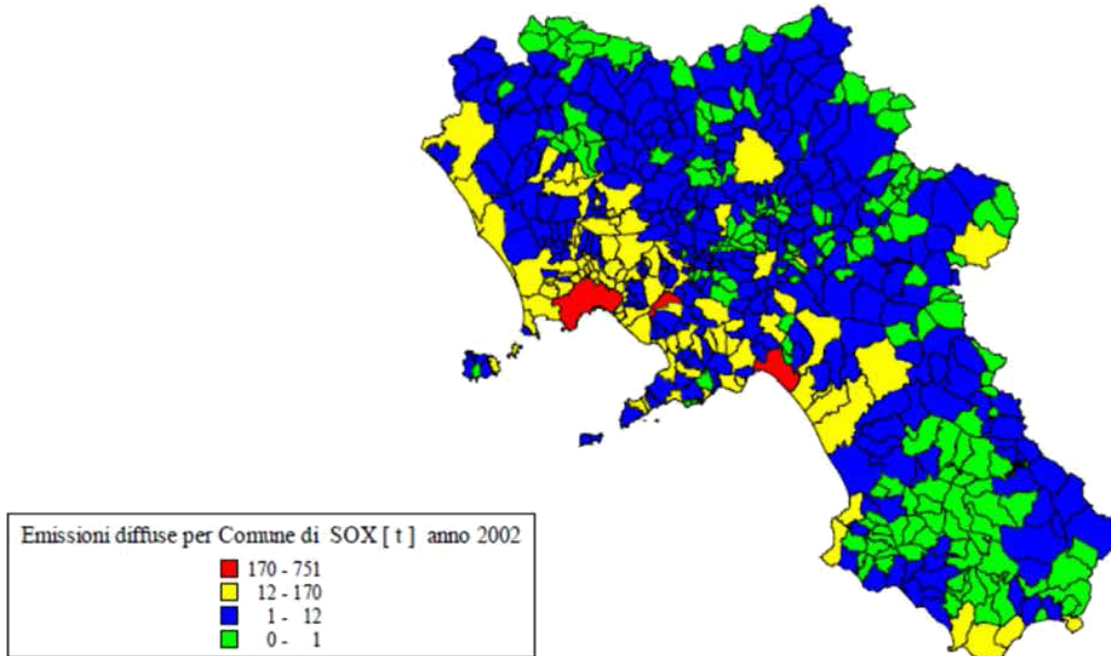 Emissioni diffuse per Comune di SOX [ t ] anno 2002
170 - 751
12 - 170
1 - 12
0 - 1